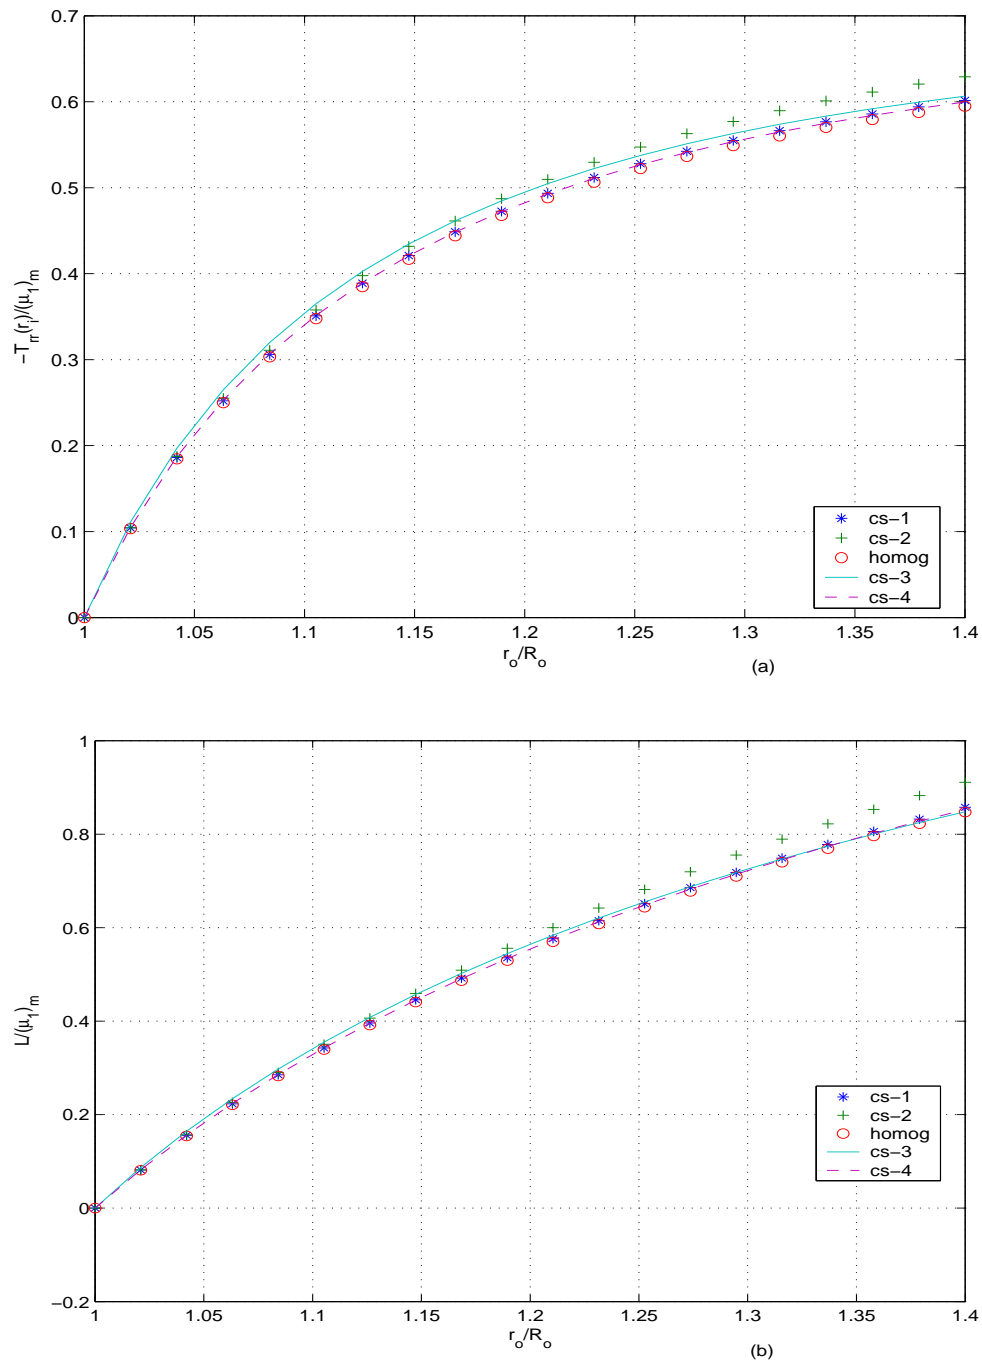 0.7
0.6
0.5
0.4
0.3
0.2
0.1
0
−T_rr(r_i)/(μ_1)_m
cs−1
cs−2
homog
cs−3
cs−4
1 1.05 1.1 1.15 1.2 1.25 1.3 1.35 1.4
r_o/R_o
(a)
1
0.8
0.6
0.4
0.2
0
−0.2
L/(μ_1)_m
cs−1
cs−2
homog
cs−3
cs−4
1 1.05 1.1 1.15 1.2 1.25 1.3 1.35 1.4
r_o/R_o
(b)